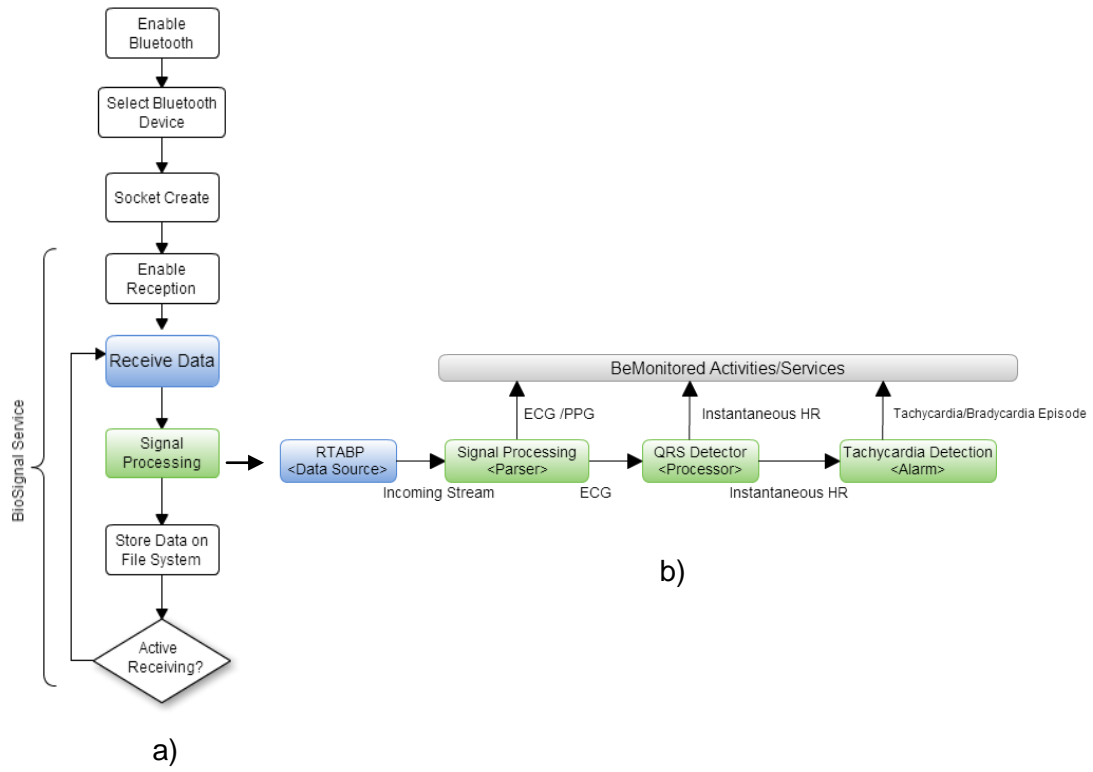 Enable
Bluetooth
Select Bluetooth
Device
Socket Create
Enable
Reception
Receive Data
Signal
Processing
Store Data on
File System
Active
Receiving?
BioSignal Service
a)
BeMonitored Activities/Services
ECG /PPG
Instantaneous HR
Tachycardia/Bradycardia Episode
RTABP
<Data Source>
Incoming Stream
Signal Processing
<Parser>
ECG
QRS Detector
<Processor>
Instantaneous HR
Tachycardia Detection
<Alarm>
b)